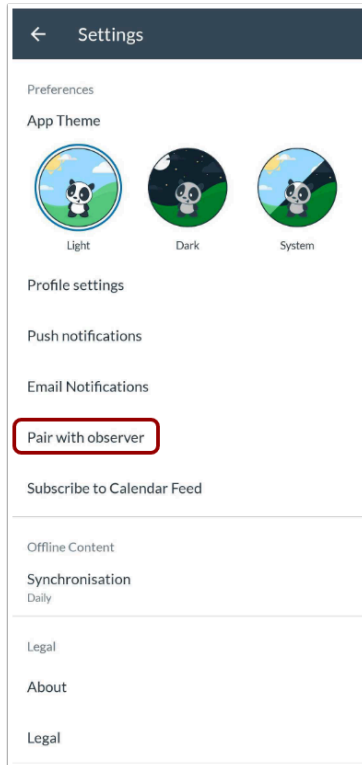 Settings
Preferences
App Theme
Light Dark System
Profile settings
Push notifications
Email Notifications
Pair with observer
Subscribe to Calendar Feed
Offline Content
Synchronisation
Daily
Legal
About
Legal